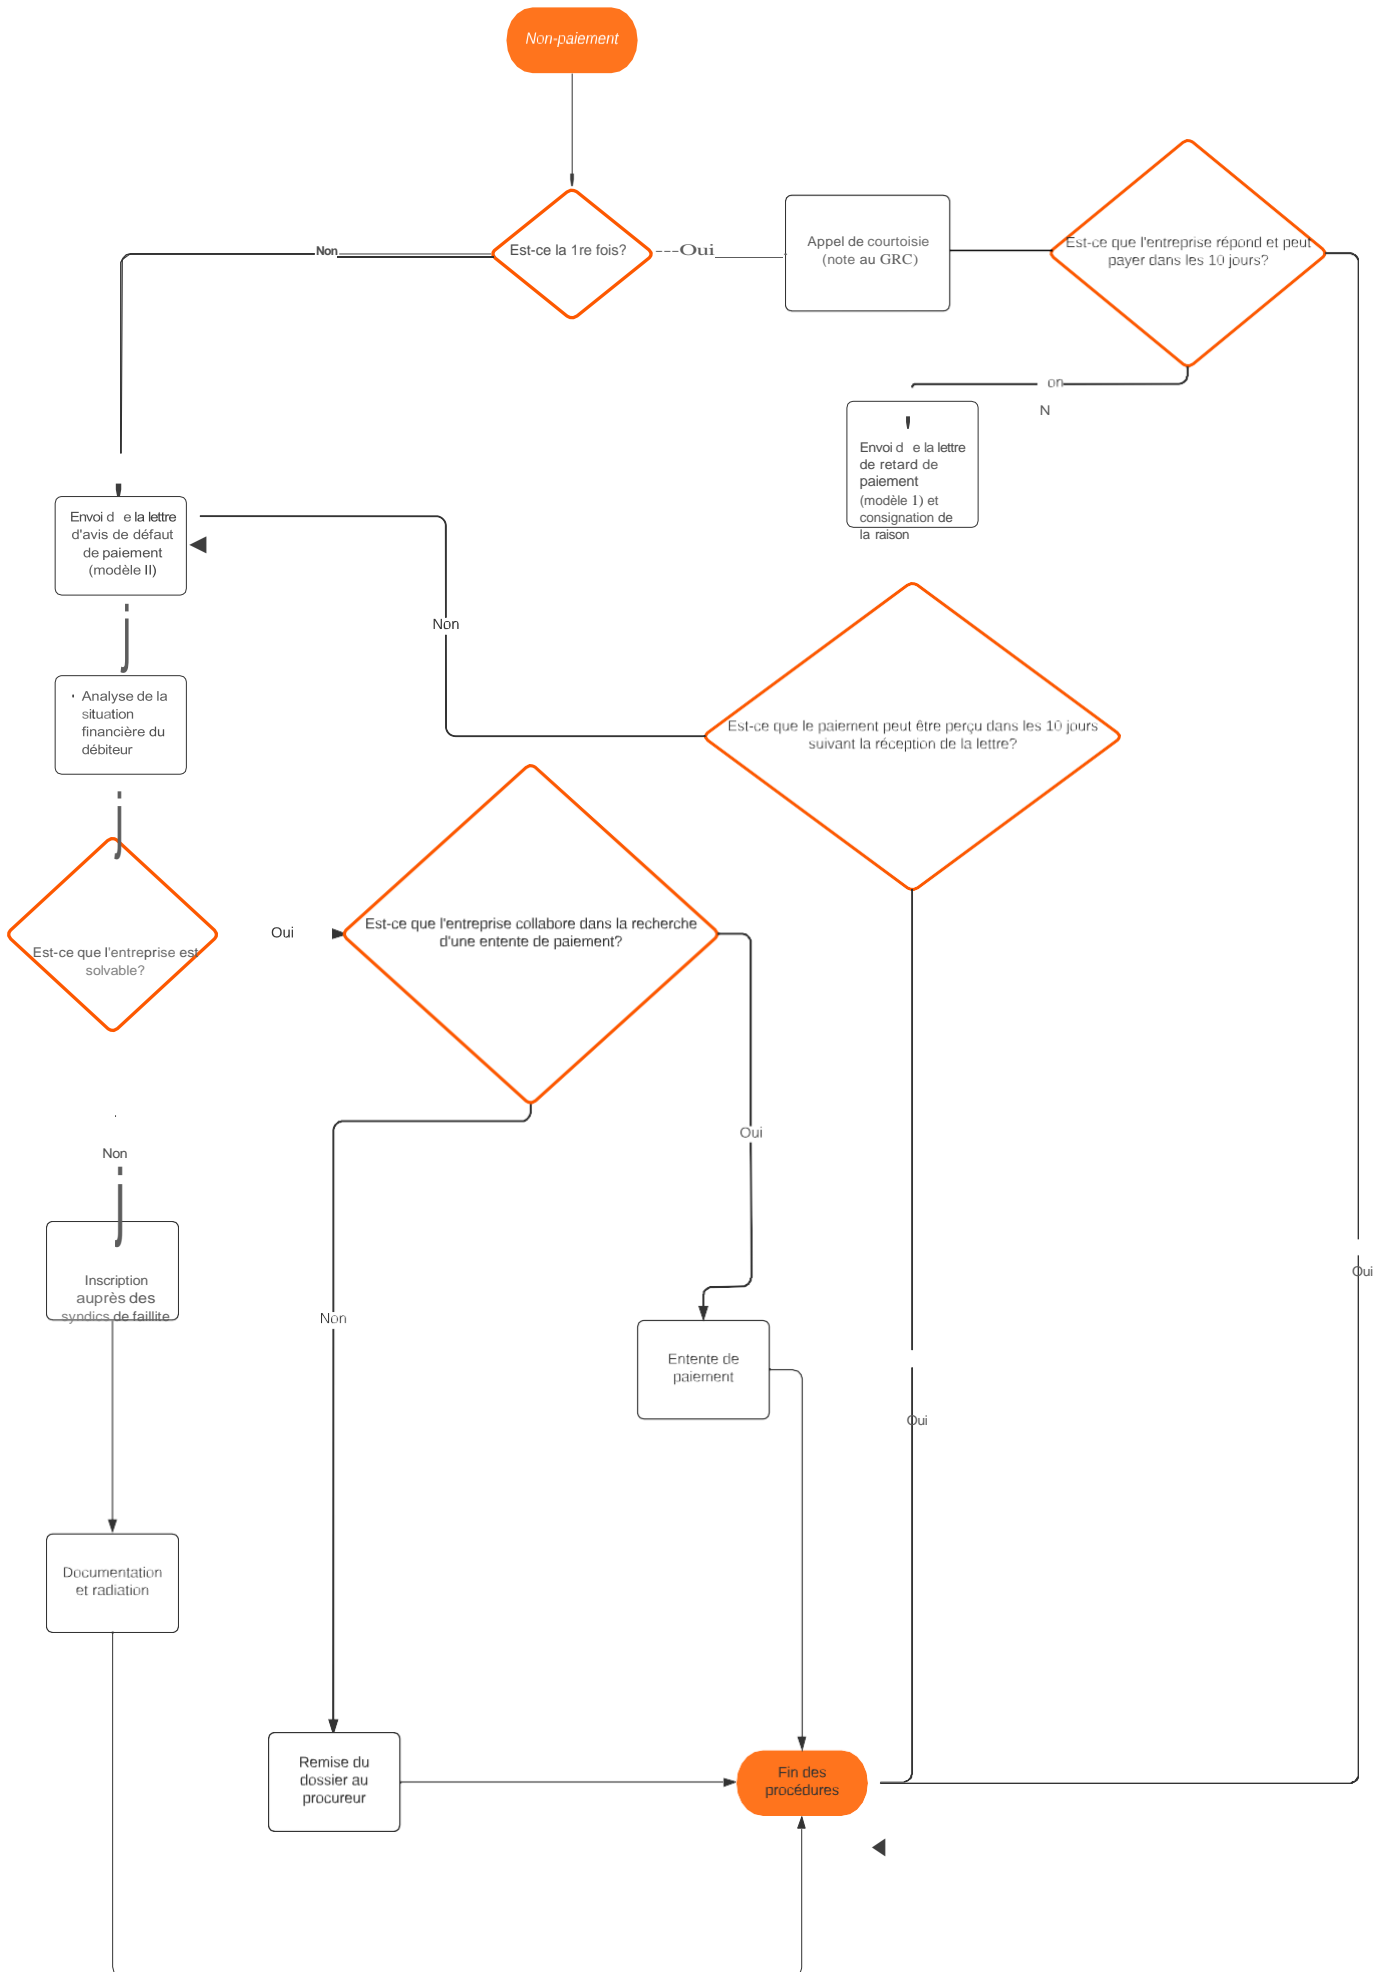 Non-paiement
Non
Est-ce la 1re fois?
---Oui
Appel de courtoisie
(note au GRC)
Est-ce que l'entreprise répond et peut
payer dans les 10 jours?
on
N
Envoi d e la lettre
de retard de
paiement
(modèle 1) et
consignation de
la raison
Envoi d e la lettre
d'avis de défaut
de paiement
(modèle II)
Non
• Analyse de la
situation
financière du
débiteur
Est-ce que le paiement peut être perçu dans les 10 jours
suivant la réception de la lettre?
Est-ce que l'entreprise est
solvable?
Oui
Est-ce que l'entreprise collabore dans la recherche
d'une entente de paiement?
Oui
Non
Inscription
auprès des
syndics de faillite
Oui
Non
Entente de
paiement
Oui
Documentation
et radiation
Remise du
dossier au
procureur
Fin des
procédures